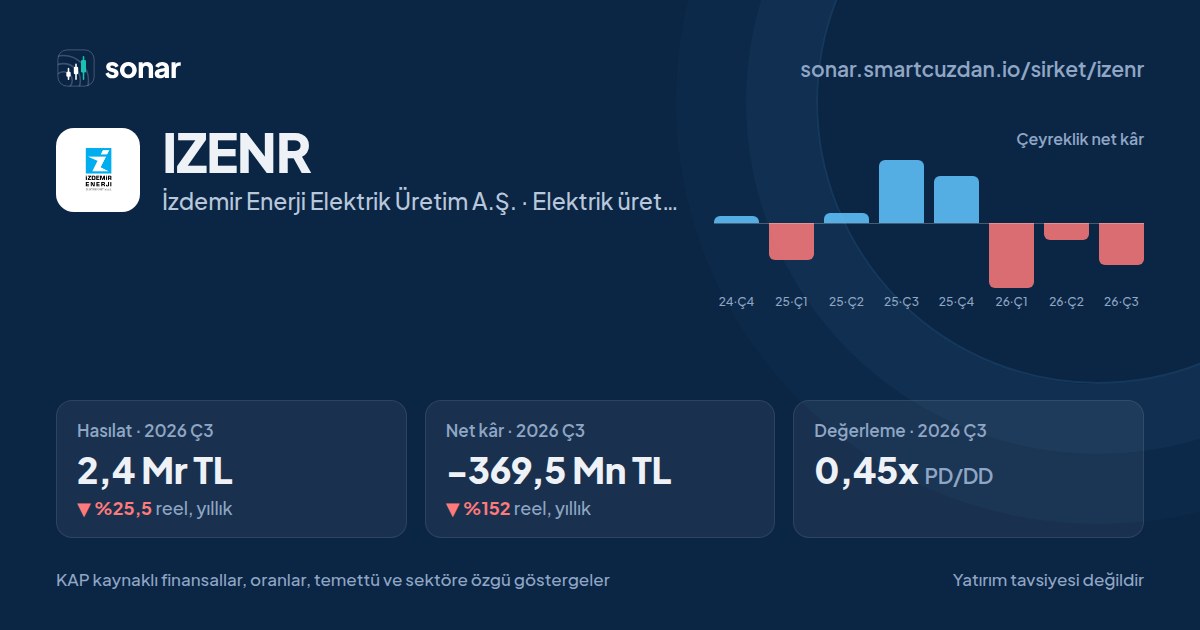 sonar
sonar.smartcuzdan.io/sirket/izenr
İZDEMİR
ENERJİ
IZENR
İzdemir Enerji Elektrik Üretim A.Ş. · Elektrik üret...
Çeyreklik net kâr
24·Ç4 25·Ç1 25·Ç2 25·Ç3 25·Ç4 26·Ç1 26·Ç2 26·Ç3
Hasılat · 2026 Ç3
2,4 Mr TL
▼ %25,5 reel, yıllık
Net kâr · 2026 Ç3
−369,5 Mn TL
▼ %152 reel, yıllık
Değerleme · 2026 Ç3
0,45x PD/DD
KAP kaynaklı finansallar, oranlar, temettü ve sektöre özgü göstergeler
Yatırım tavsiyesi değildir